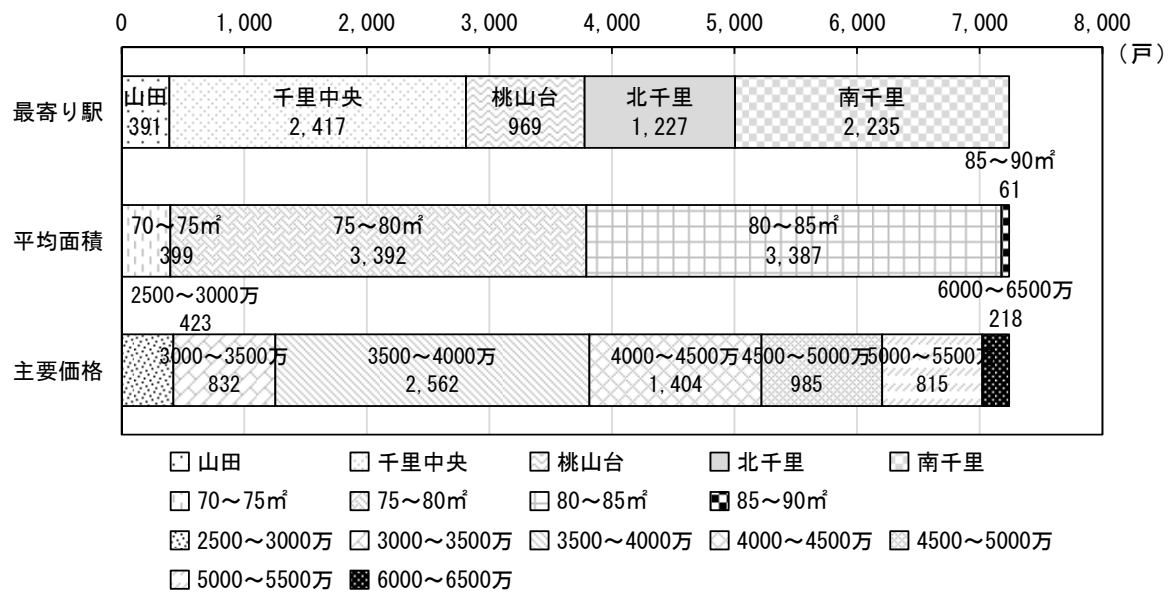 0 1,000 2,000 3,000 4,000 5,000 6,000 7,000 8,000
（戸）
最寄り駅
山田 千里中央 桃山台 北千里 南千里
391 2,417 969 1,227 2,235
85～90㎡
61
平均面積
70～75㎡ 75～80㎡ 80～85㎡
399 3,392 3,387
2500～3000万 6000～6500万
423 218
主要価格
3000～3500万 3500～4000万 4000～4500万 4500～5000万 5000～5500万
832 2,562 1,404 985 815
山田 千里中央 桃山台 北千里 南千里
70～75㎡ 75～80㎡ 80～85㎡ 85～90㎡
2500～3000万 3000～3500万 3500～4000万 4000～4500万 4500～5000万
5000～5500万 6000～6500万